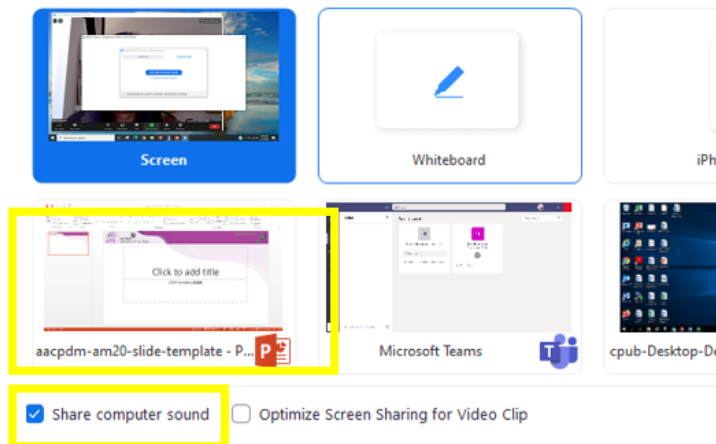 Screen
Whiteboard
iPh
Click to add title
aacpdm-am20-slide-template - P...
Microsoft Teams
cpub-Desktop-De
Share computer sound
Optimize Screen Sharing for Video Clip